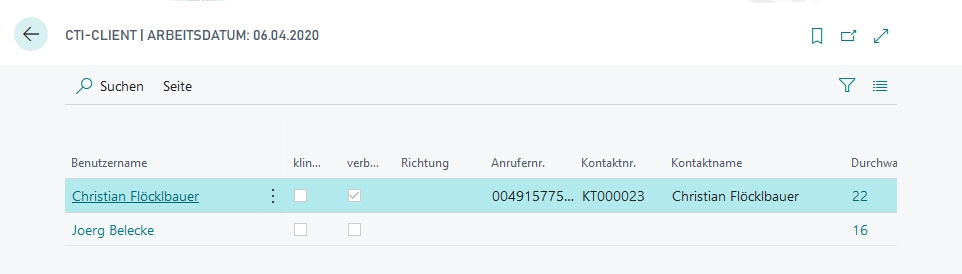 CTI-CLIENT | ARBEITSDATUM: 06.04.2020
Suchen Seite
Benutzername klin... verb... Richtung Anrufernr. Kontaktnr. Kontaktname Durchwa
Christian Flöcklbauer 004915775... KT000023 Christian Flöcklbauer 22
Joerg Belecke 16